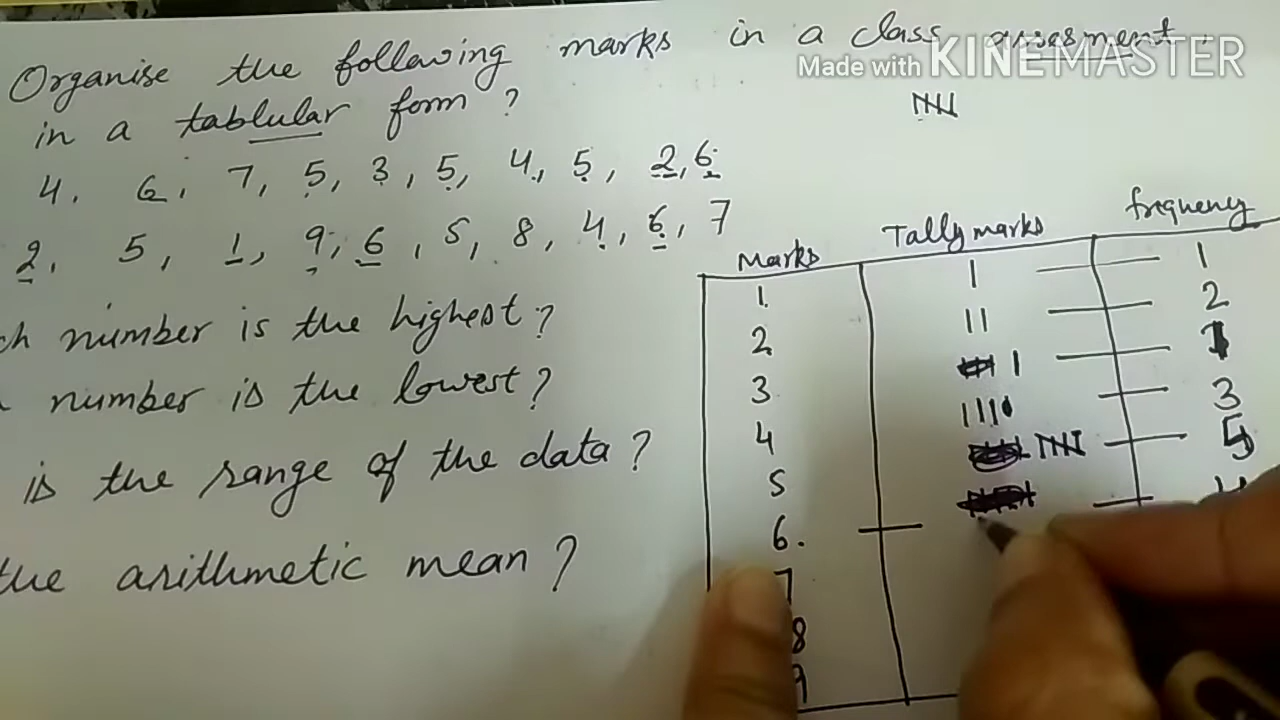 Organise the following marks in a class assesment.
Made with KINEMASTER
in a tablular form ?
4, 6, 7, 5, 3, 5, 4, 5, 2, 6
2, 5, 1, 9, 6, 5, 8, 4, 6, 7
number is the highest ?
number is the lowest ?
is the range of the data ?
the arithmetic mean ?
Marks Tally marks frequency
1. | 1
2 || 2
3 | 1
4 |||| 3
5 5
6.
7
8
9